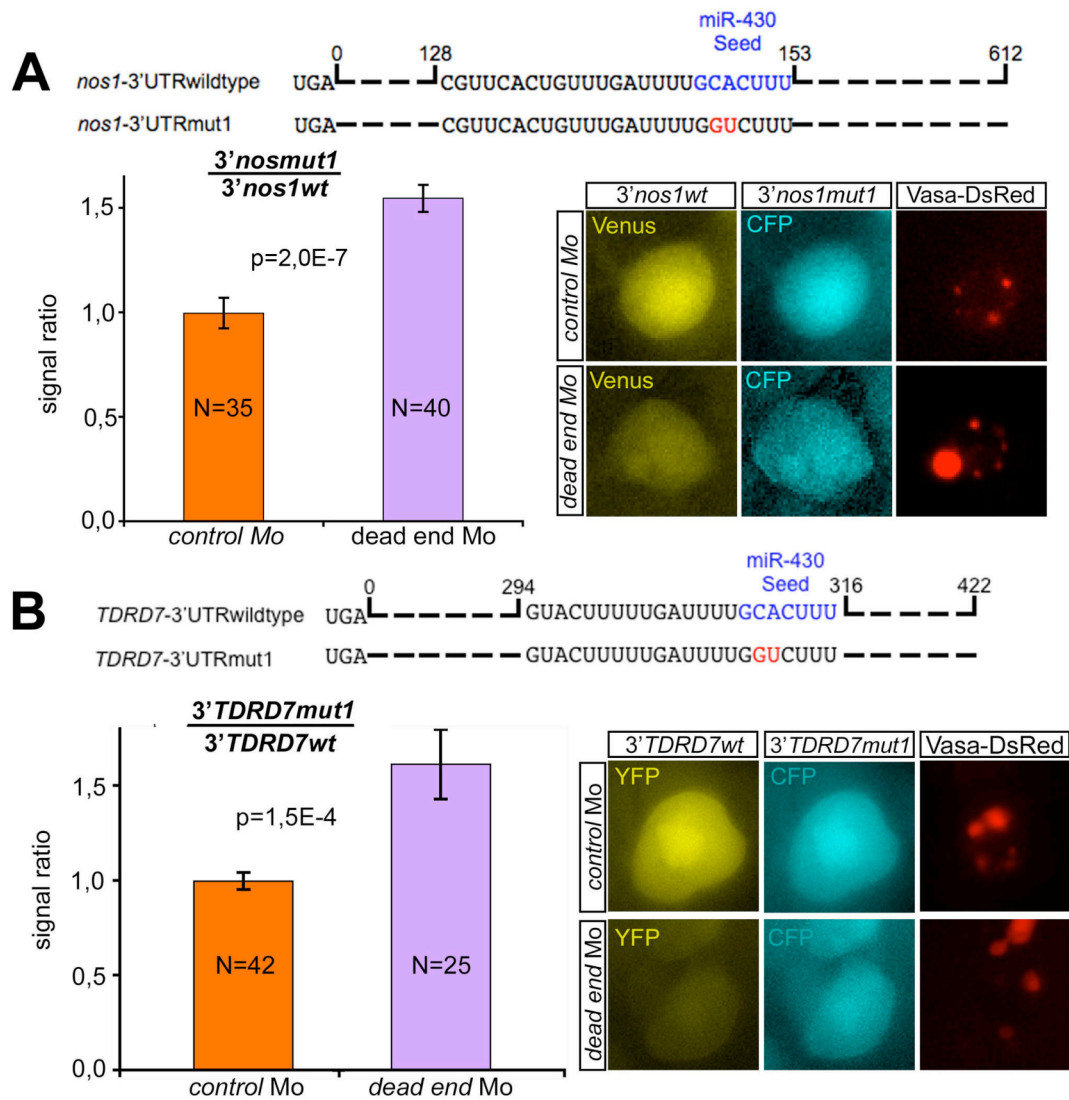 A
miR-430
Seed
0 128 153 612
nos1-3'UTRwildtype UGA CGUUCACUGUUUGAUUUUGCACUUU
nos1-3'UTRmut1 UGA CGUUCACUGUUUGAUUUUGGUCUUU
3'nosmut1
3'nos1wt
signal ratio
1,5
1,0
0,5
0,0
p=2,0E-7
N=35
N=40
control Mo
dead end Mo
3'nos1wt 3'nos1mut1 Vasa-DsRed
control Mo
Venus CFP
dead end Mo
Venus CFP
B
miR-430
Seed
0 294 316 422
TDRD7-3'UTRwildtype UGA GUACUUUUUGAUUUUGCACUUU
TDRD7-3'UTRmut1 UGA GUACUUUUUGAUUUUGGUCUUU
3'TDRD7mut1
3'TDRD7wt
signal ratio
1,5
1,0
0,5
0,0
p=1,5E-4
N=42
N=25
control Mo
dead end Mo
3'TDRD7wt 3'TDRD7mut1 Vasa-DsRed
control Mo
YFP CFP
dead end Mo
YFP CFP